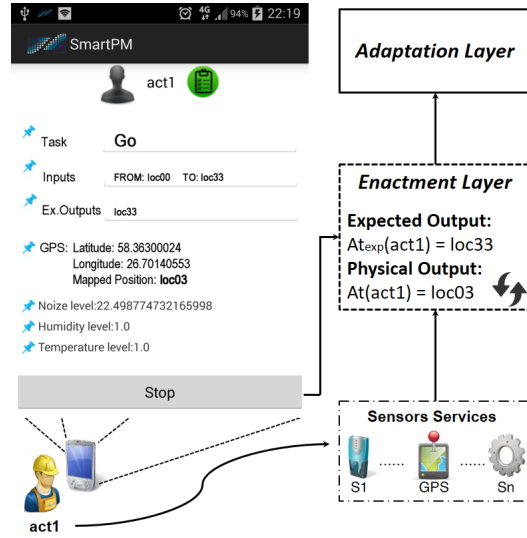 4G 94% 22:19
SmartPM
act1
Task Go
Inputs FROM: loc00 TO: loc33
Ex.Outputs loc33
GPS: Latitude: 58.36300024
Longitude: 26.70140553
Mapped Position: loc03
Noize level:22.498774732165998
Humidity level:1.0
Temperature level:1.0
Stop
act1
Adaptation Layer
Enactment Layer
Expected Output:
Atexp(act1) = loc33
Physical Output:
At(act1) = loc03
Sensors Services
S1 ...... GPS ...... Sn